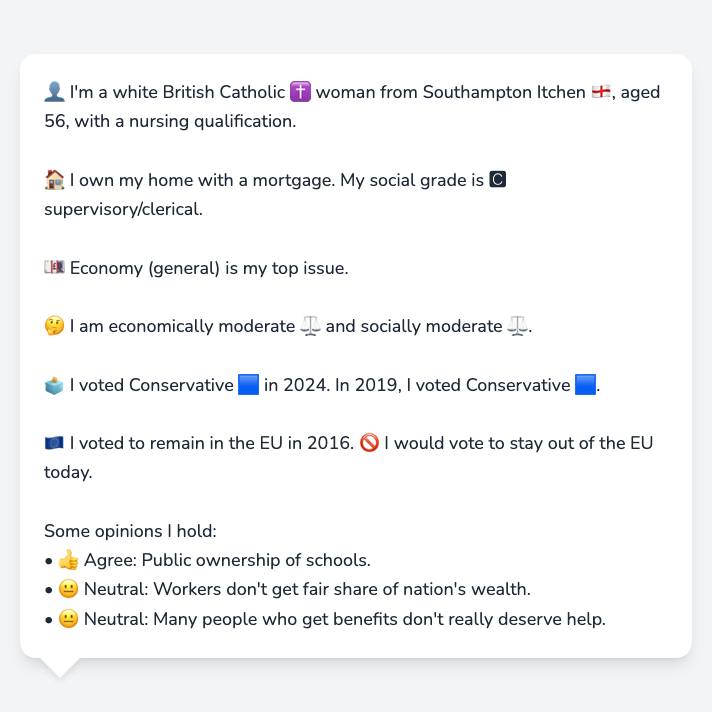 👤 I'm a white British Catholic ✝️ woman from Southampton Itchen 🏴󠁧󠁢󠁥󠁮󠁧󠁿, aged
56, with a nursing qualification.
🏠 I own my home with a mortgage. My social grade is 🅲
supervisory/clerical.
💷 Economy (general) is my top issue.
🤔 I am economically moderate ⚖️ and socially moderate ⚖️.
🗳️ I voted Conservative 🟦 in 2024. In 2019, I voted Conservative 🟦.
🇪🇺 I voted to remain in the EU in 2016. 🚫 I would vote to stay out of the EU
today.
Some opinions I hold:
• 👍 Agree: Public ownership of schools.
• 😐 Neutral: Workers don't get fair share of nation's wealth.
• 😐 Neutral: Many people who get benefits don't really deserve help.